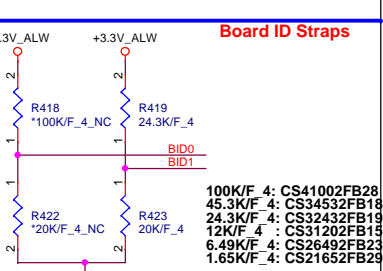 Board ID Straps
.3V_ALW
+3.3V_ALW
2
2
R418
*100K/F_4_NC
R419
24.3K/F_4
1
1
BID0
BID1
1
1
R422
*20K/F_4_NC
R423
20K/F_4
2
2
100K/F_4: CS41002FB28
45.3K/F_4: CS34532FB18
24.3K/F_4: CS32432FB19
12K/F_4 : CS31202FB15
6.49K/F_4: CS26492FB23
1.65K/F_4: CS21652FB29